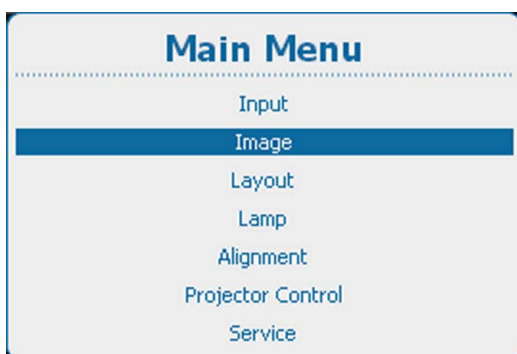 Main Menu
Input
Image
Layout
Lamp
Alignment
Projector Control
Service